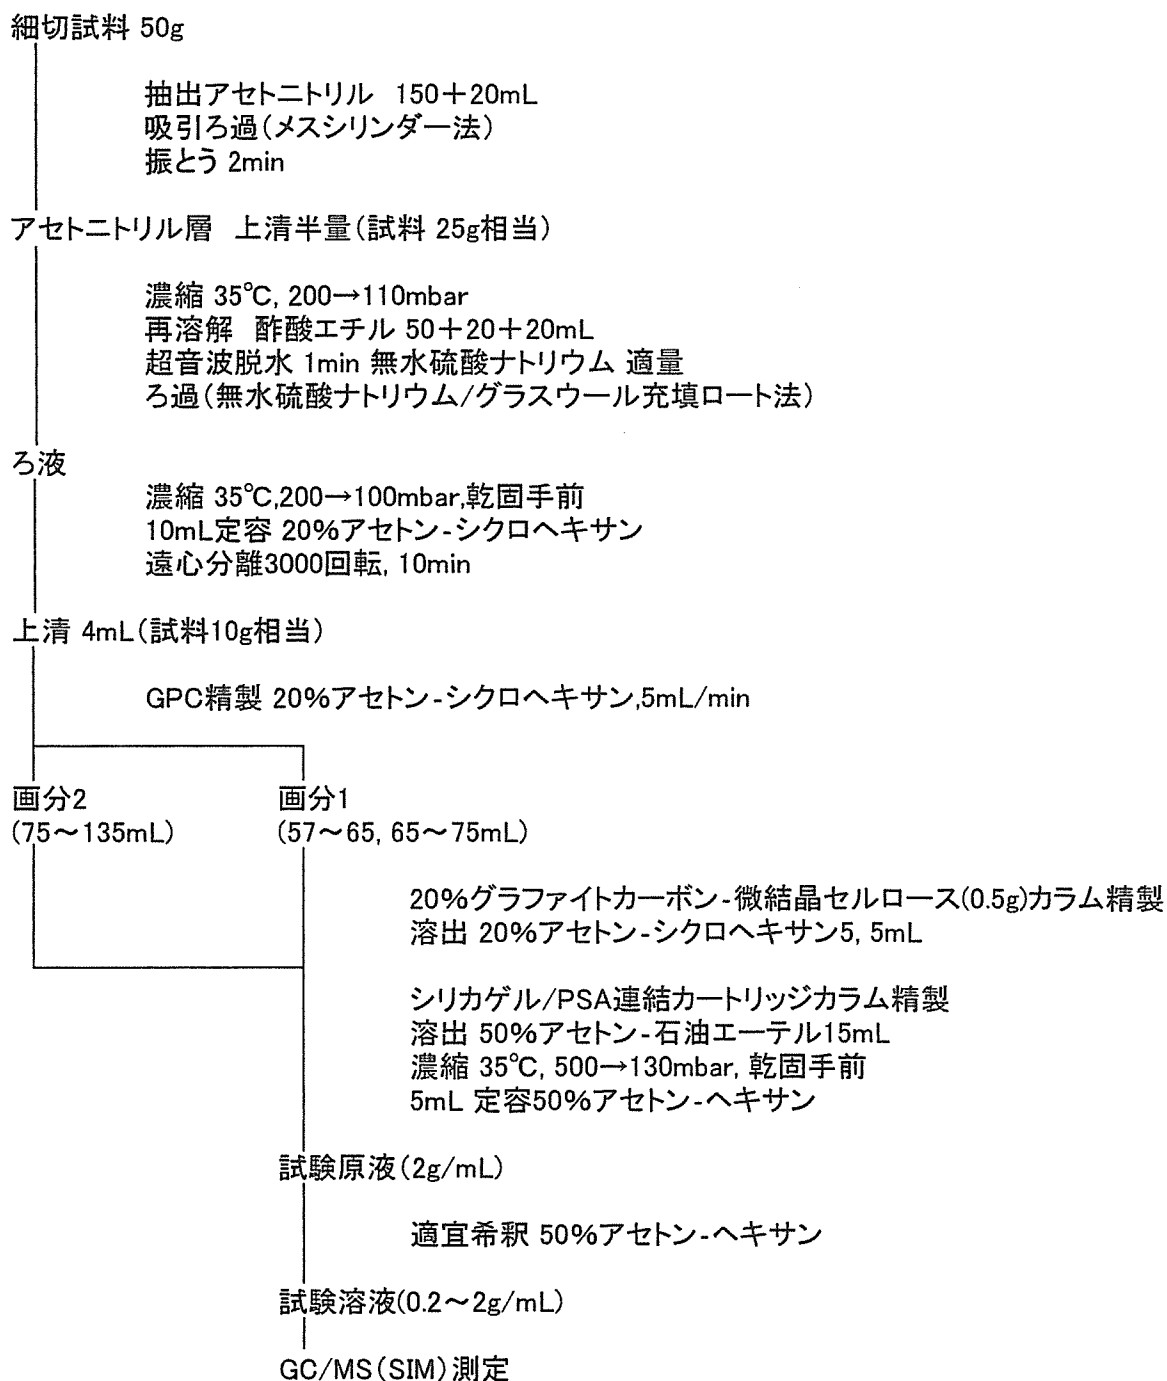 細切試料 50g
抽出アセトニトリル 150+20mL
吸引ろ過(メスシリンダー法)
振とう 2min
アセトニトリル層 上清半量(試料 25g相当)
濃縮 35℃, 200→110mbar
再溶解 酢酸エチル 50+20+20mL
超音波脱水 1min 無水硫酸ナトリウム 適量
ろ過(無水硫酸ナトリウム/グラスウール充填ロート法)
ろ液
濃縮 35℃,200→100mbar,乾固手前
10mL定容 20%アセトン-シクロヘキサン
遠心分離3000回転, 10min
上清 4mL(試料10g相当)
GPC精製 20%アセトン-シクロヘキサン,5mL/min
画分2
(75～135mL)
画分1
(57～65, 65～75mL)
20%グラファイトカーボン-微結晶セルロース(0.5g)カラム精製
溶出 20%アセトン-シクロヘキサン5, 5mL
シリカゲル/PSA連結カートリッジカラム精製
溶出 50%アセトン-石油エーテル15mL
濃縮 35℃, 500→130mbar, 乾固手前
5mL 定容50%アセトン-ヘキサン
試験原液(2g/mL)
適宜希釈 50%アセトン-ヘキサン
試験溶液(0.2～2g/mL)
GC/MS(SIM)測定